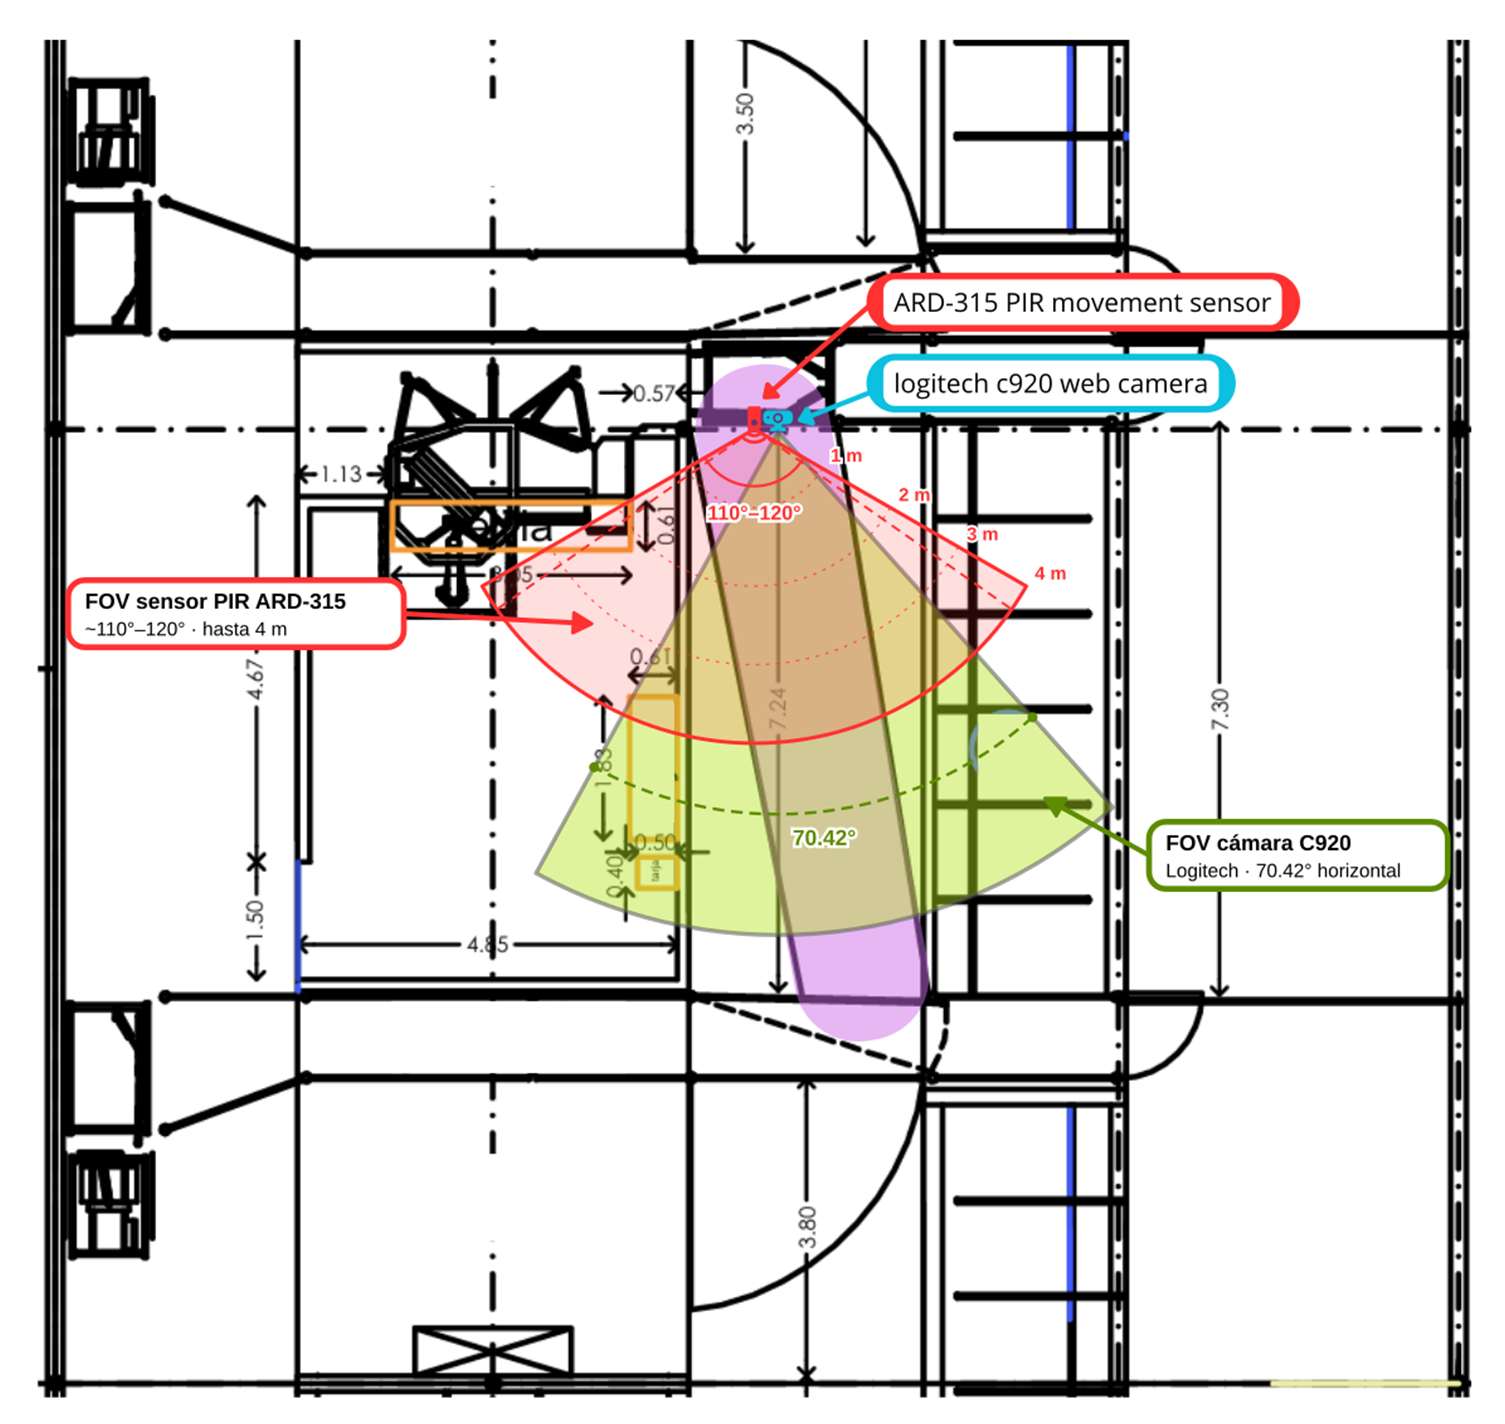 3.50
ARD-315 PIR movement sensor
logitech c920 web camera
0.57
1.13
0.61
1 m
2 m
110°–120°
3 m
4 m
FOV sensor PIR ARD-315
~110°–120° · hasta 4 m
0.61
4.67
7.24
7.30
1.83
70.42°
FOV cámara C920
Logitech · 70.42° horizontal
0.50
0.40
tarja
1.50
4.85
3.80